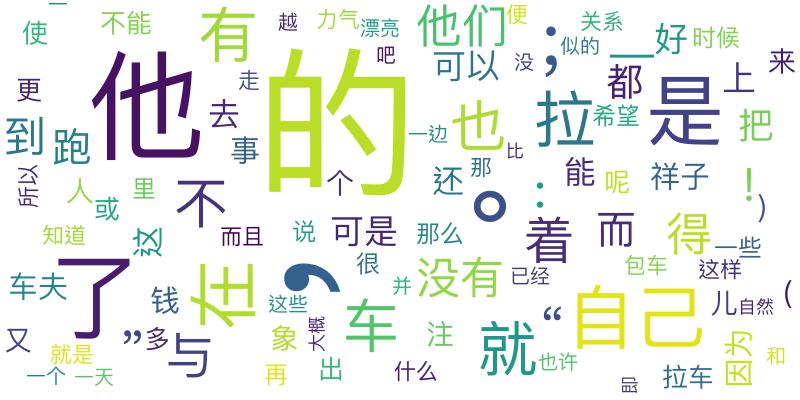 一
使
不能
有
越
力气
漂亮
他们
便
；
关系
似的
一
好
时候
来
吧
可以
没
都
上
更
他
走
的
去
一边
也
拉
希望
是
把
到
跑
事
比
那
还
能
呢
祥子
！
所以
人
或
里
不
个
。
：
)
知道
这
而且
说
可是
那么
着
而
得
一些
很
包车
这样
车夫
了
钱
在
，
这些
并
没有
已经
儿
自然
(
又
”
多
与
象
大概
车
注
就
“
自己
因为
和
就是
一个
一天
再
出
什么
也许
即
拉车